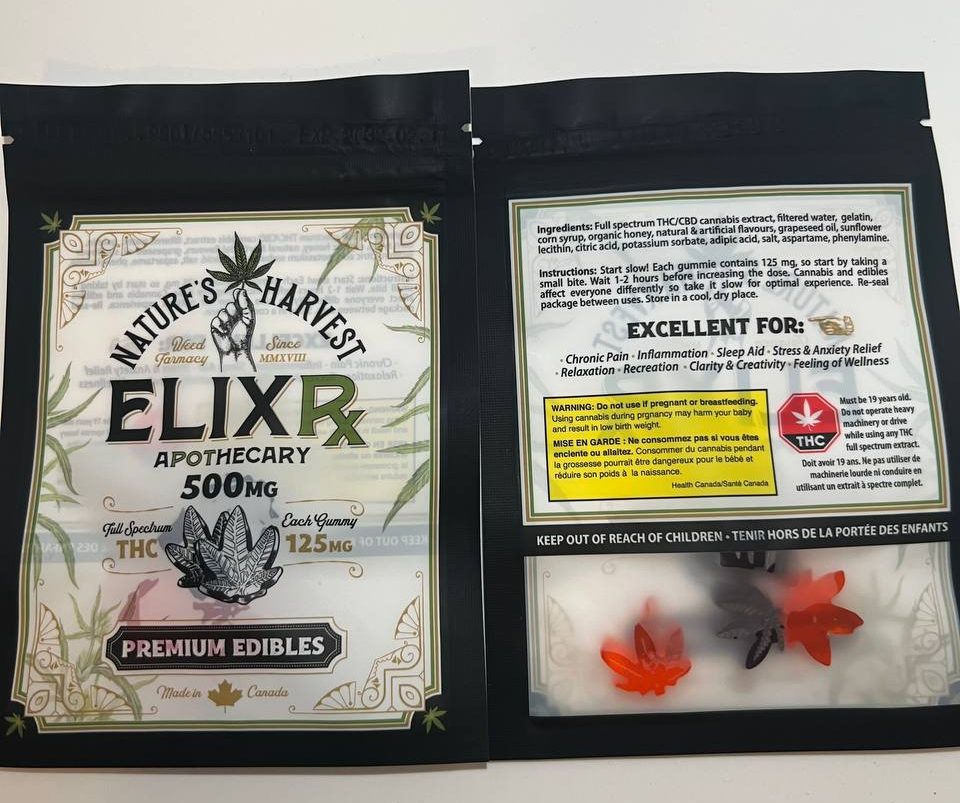 NATURE'S HARVEST
Weed Since
Farmacy MMXVIII
ELIXRx
APOTHECARY
500MG
Full Spectrum
THC
Each Gummy
125MG
PREMIUM EDIBLES
Made in Canada
Ingredients: Full spectrum THC/CBD cannabis extract, filtered water, gelatin,
corn syrup, organic honey, natural & artificial flavours, grapeseed oil, sunflower
lecithin, citric acid, potassium sorbate, adipic acid, salt, aspartame, phenylamine.
Instructions: Start slow! Each gummie contains 125 mg, so start by taking a
small bite. Wait 1-2 hours before increasing the dose. Cannabis and edibles
affect everyone differently so take it slow for optimal experience. Re-seal
package between uses. Store in a cool, dry place.
EXCELLENT FOR:
· Chronic Pain · Inflammation · Sleep Aid · Stress & Anxiety Relief
· Relaxation · Recreation · Clarity & Creativity · Feeling of Wellness
WARNING: Do not use if pregnant or breastfeeding.
Using cannabis during prgnancy may harm your baby
and result in low birth weight.
MISE EN GARDE : Ne consommez pas si vous êtes
enciente ou allaitez. Consommer du cannabis pendant
la grossesse pourrait être dangereux pour le bébé et
réduire son poids à la naissance.
Health Canada/Santé Canada
THC
Must be 19 years old.
Do not operate heavy
machinery or drive
while using any THC
full spectrum extract.
Doit avoir 19 ans. Ne pas utiliser de
machinerie lourde ni conduire en
utilisant un extrait à spectre complet.
KEEP OUT OF REACH OF CHILDREN • TENIR HORS DE LA PORTÉE DES ENFANTS